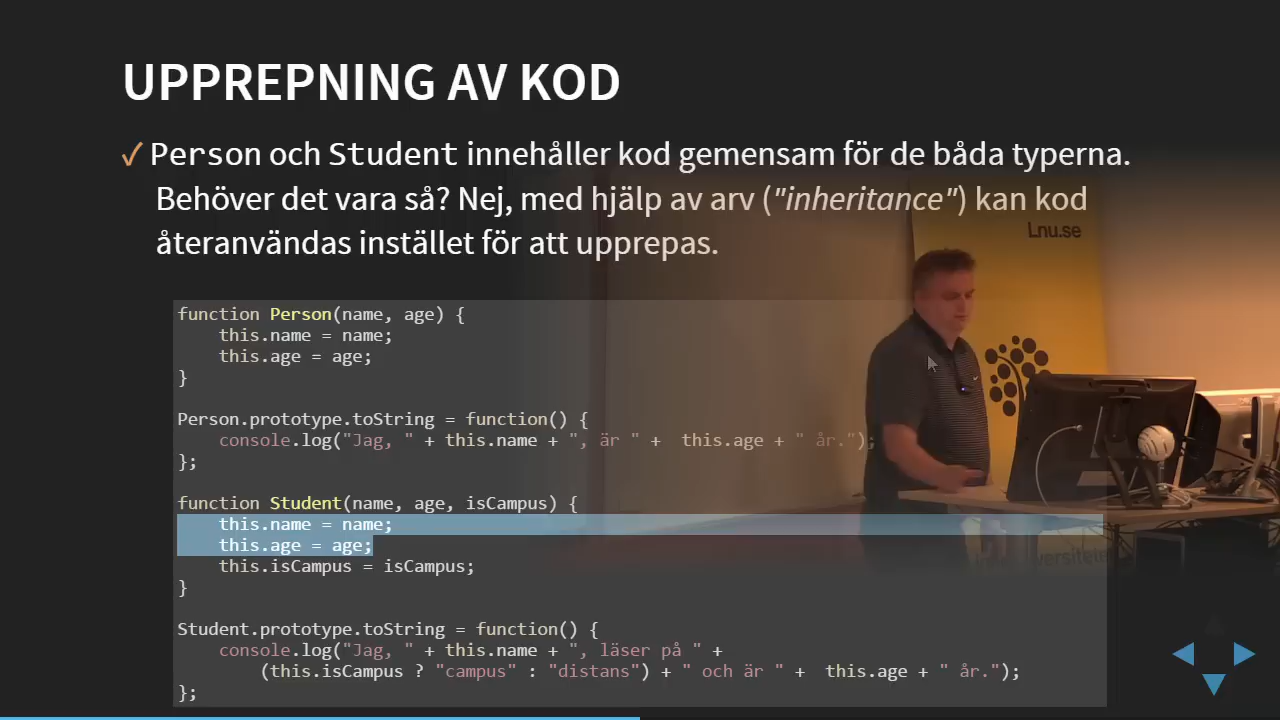 UPPREPNING AV KOD
✓ Person och Student innehåller kod gemensam för de båda typerna.
Behöver det vara så? Nej, med hjälp av arv ("inheritance") kan kod
återanvändas istället för att upprepas.
Lnu.se
function Person(name, age) {
    this.name = name;
    this.age = age;
}
Person.prototype.toString = function() {
    console.log("Jag, " + this.name + ", är " +  this.age + " år.");
};
function Student(name, age, isCampus) {
    this.name = name;
    this.age = age;
    this.isCampus = isCampus;
}
Student.prototype.toString = function() {
    console.log("Jag, " + this.name + ", läser på " +
        (this.isCampus ? "campus" : "distans") + " och är " +  this.age + " år.");
};